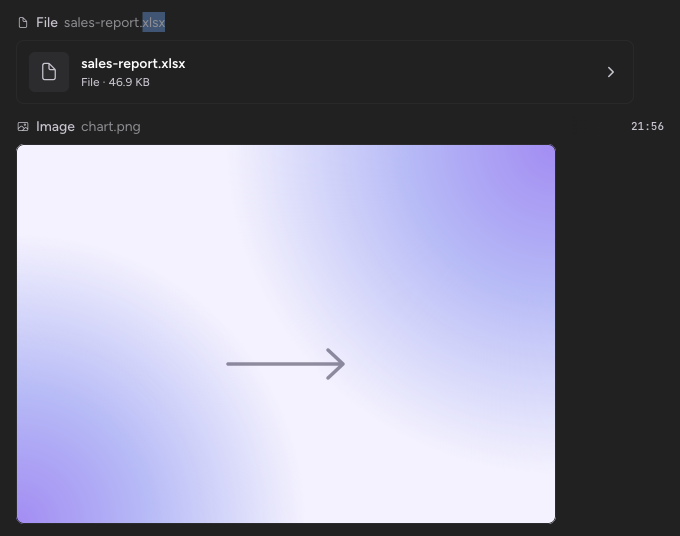 File sales-report.xlsx
sales-report.xlsx
File · 46.9 KB
Image chart.png 21:56